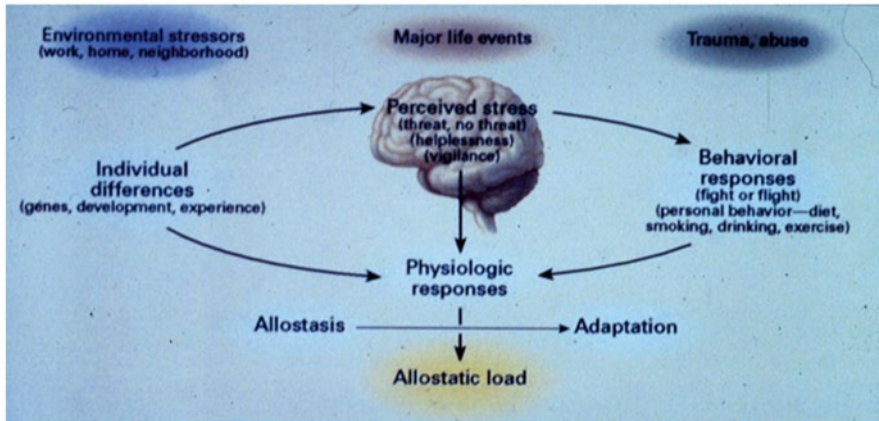 Environmental stressors
(work, home, neighborhood)
Major life events
Trauma, abuse
Perceived stress
(threat, no threat)
(helplessness)
(vigilance)
Individual
differences
(genes, development, experience)
Behavioral
responses
(fight or flight)
(personal behavior—diet,
smoking, drinking, exercise)
Physiologic
responses
Allostasis
Adaptation
Allostatic load